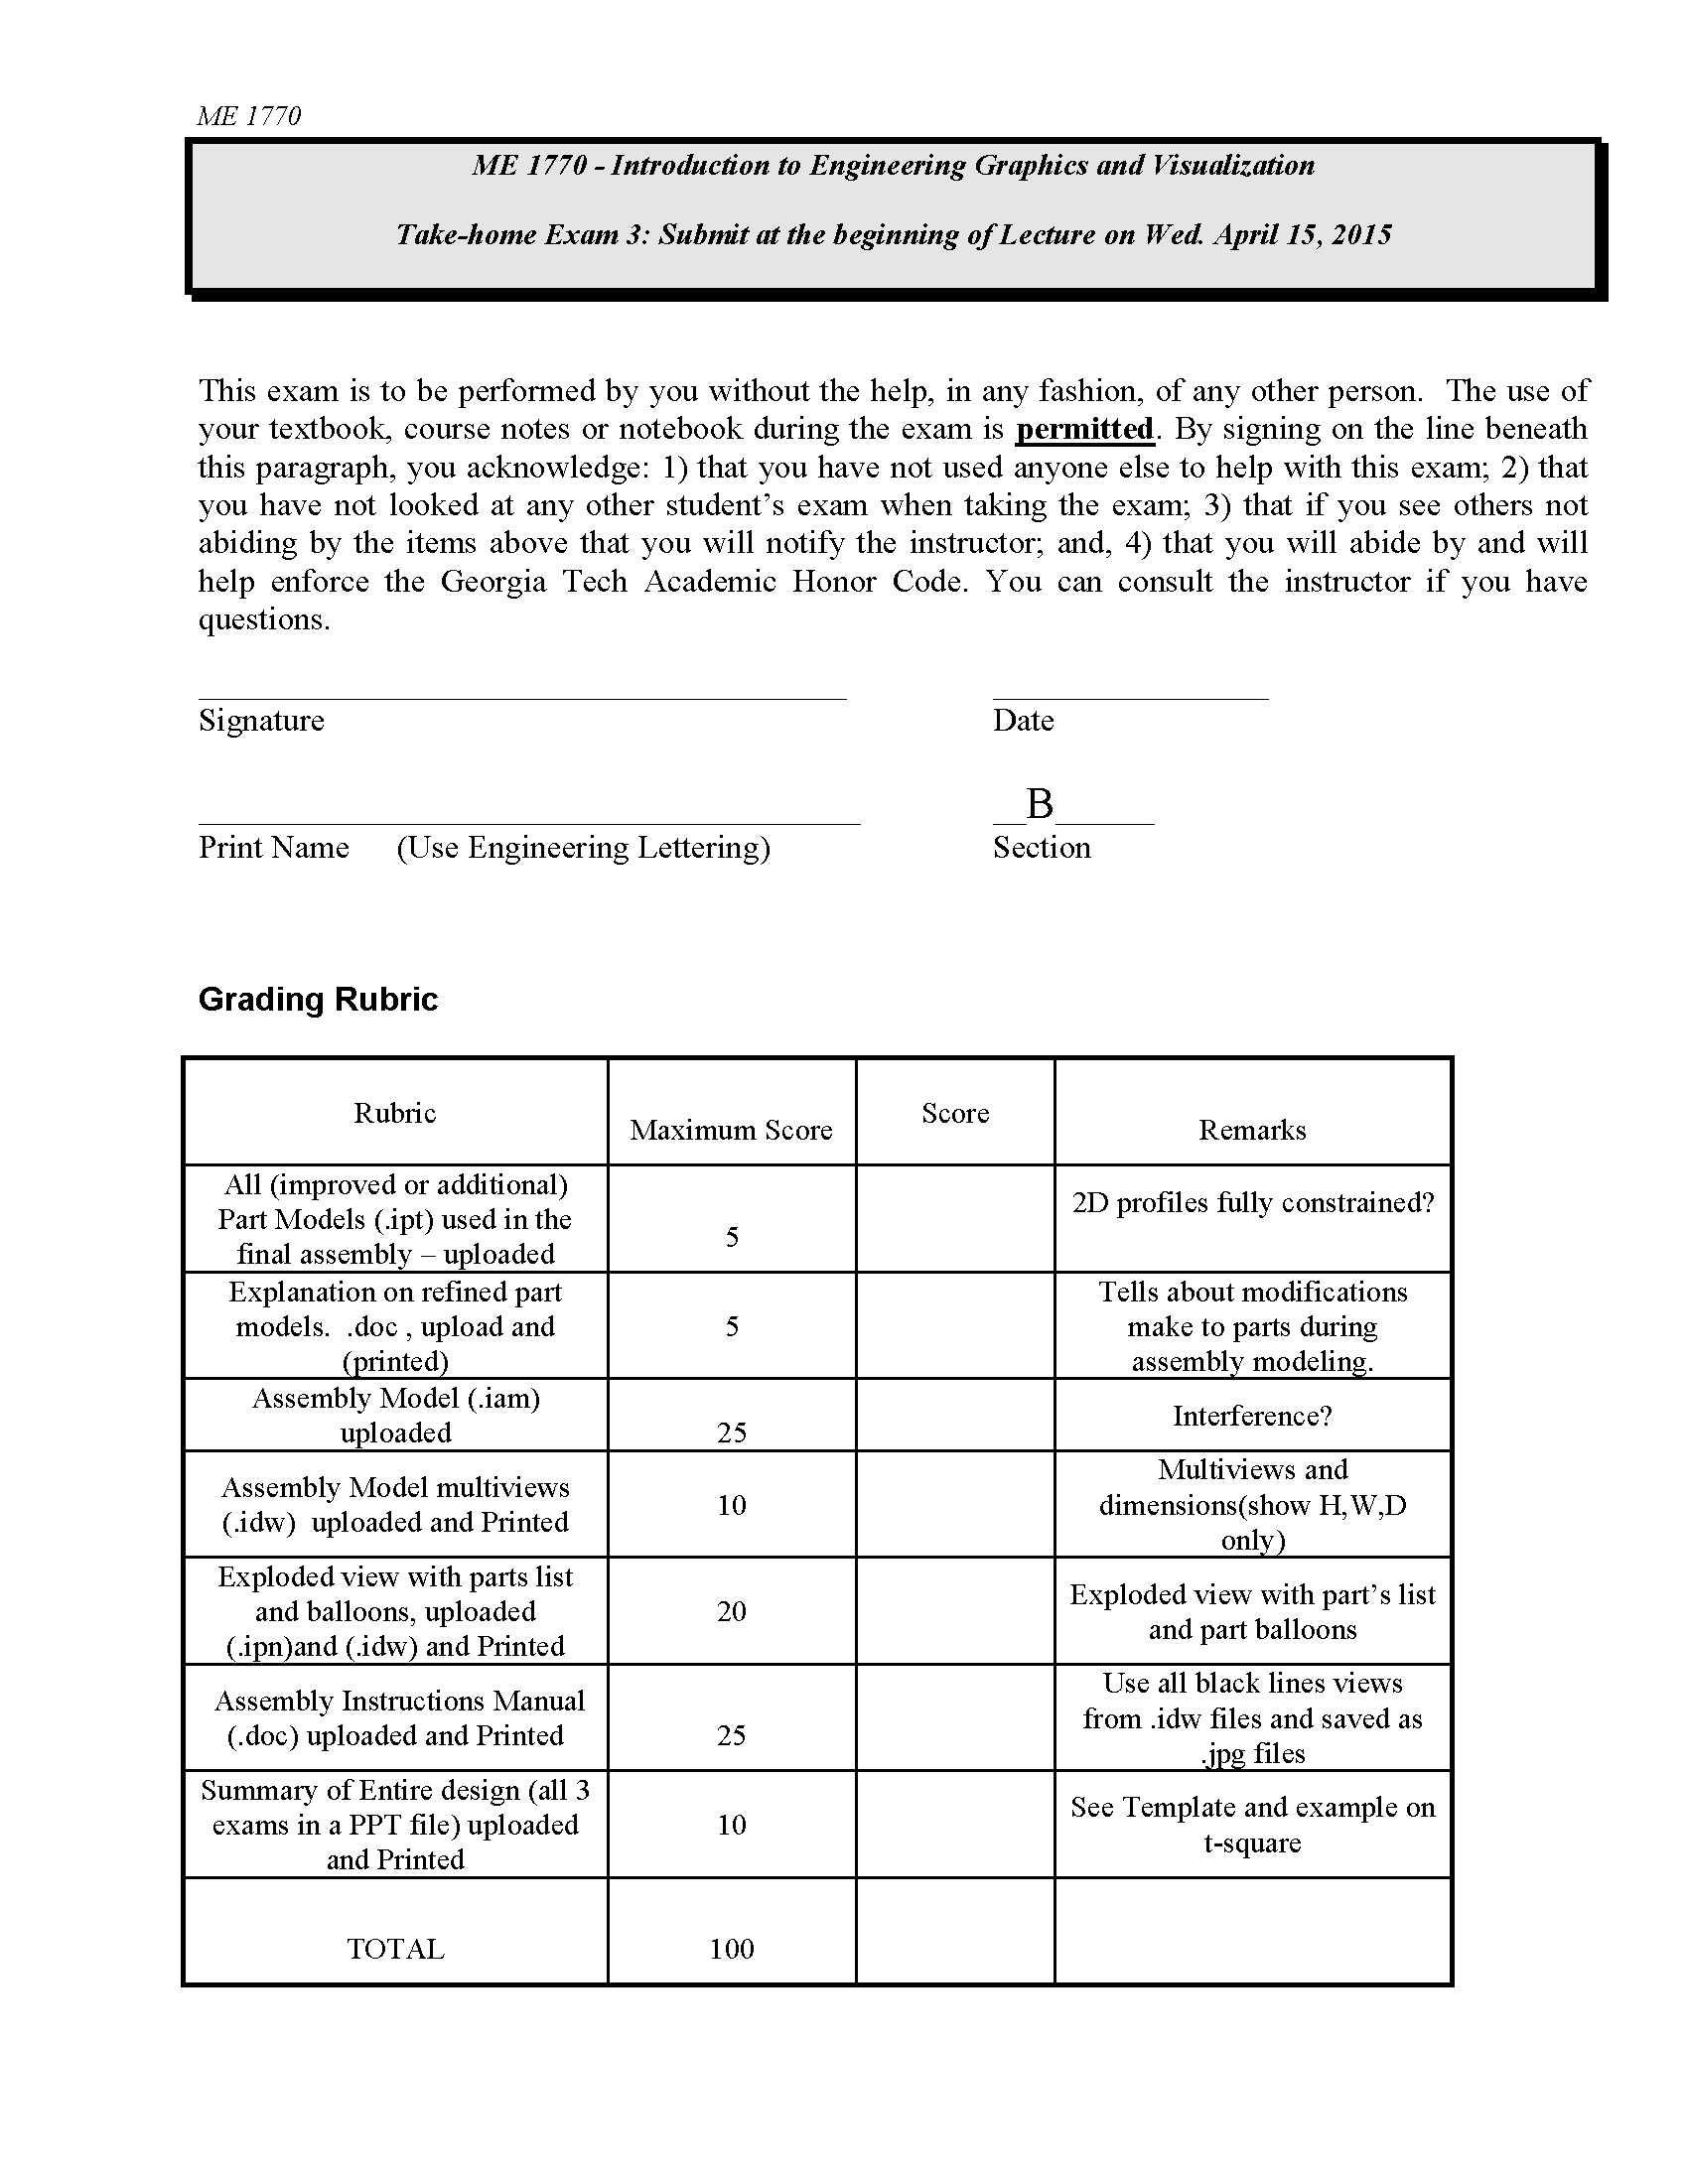 ME 1770
ME 1770 - Introduction to Engineering Graphics and Visualization
Take-home Exam 3: Submit at the beginning of Lecture on Wed. April 15, 2015
This exam is to be performed by you without the help, in any fashion, of any other person. The use of
your textbook, course notes or notebook during the exam is permitted. By signing on the line beneath
this paragraph, you acknowledge: 1) that you have not used anyone else to help with this exam; 2) that
you have not looked at any other student's exam when taking the exam; 3) that if you see others not
abiding by the items above that you will notify the instructor; and, 4) that you will abide by and will
help enforce the Georgia Tech Academic Honor Code. You can consult the instructor if you have
questions.
Signature Date
B
Print Name (Use Engineering Lettering) Section
Grading Rubric
Rubric
Maximum Score
Score
Remarks
All (improved or additional)
Part Models (.ipt) used in the
final assembly – uploaded
5
2D profiles fully constrained?
Explanation on refined part
models. .doc , upload and
(printed)
5
Tells about modifications
make to parts during
assembly modeling.
Assembly Model (.iam)
uploaded
25
Interference?
Assembly Model multiviews
(.idw) uploaded and Printed
10
Multiviews and
dimensions(show H,W,D
only)
Exploded view with parts list
and balloons, uploaded
(.ipn)and (.idw) and Printed
20
Exploded view with part's list
and part balloons
Assembly Instructions Manual
(.doc) uploaded and Printed
25
Use all black lines views
from .idw files and saved as
.jpg files
Summary of Entire design (all 3
exams in a PPT file) uploaded
and Printed
10
See Template and example on
t-square
TOTAL
100